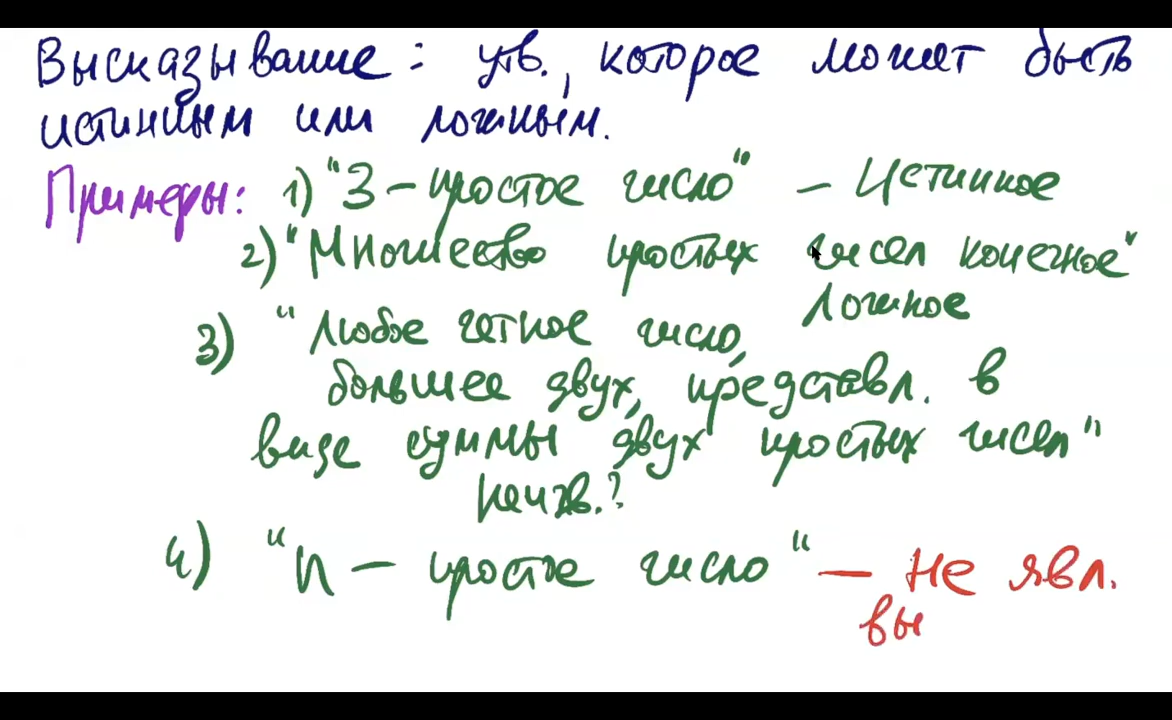 Высказывание: утв., которое может быть
истинным или ложным.
Примеры: 1) "3 – простое число" – Истинное
2) "Множество простых чисел конечное"
Ложное
3) "Любое четное число,
большее двух, представл. в
виде суммы двух простых чисел"
Неизв.?
4) "n – простое число" – Не явл.
вы